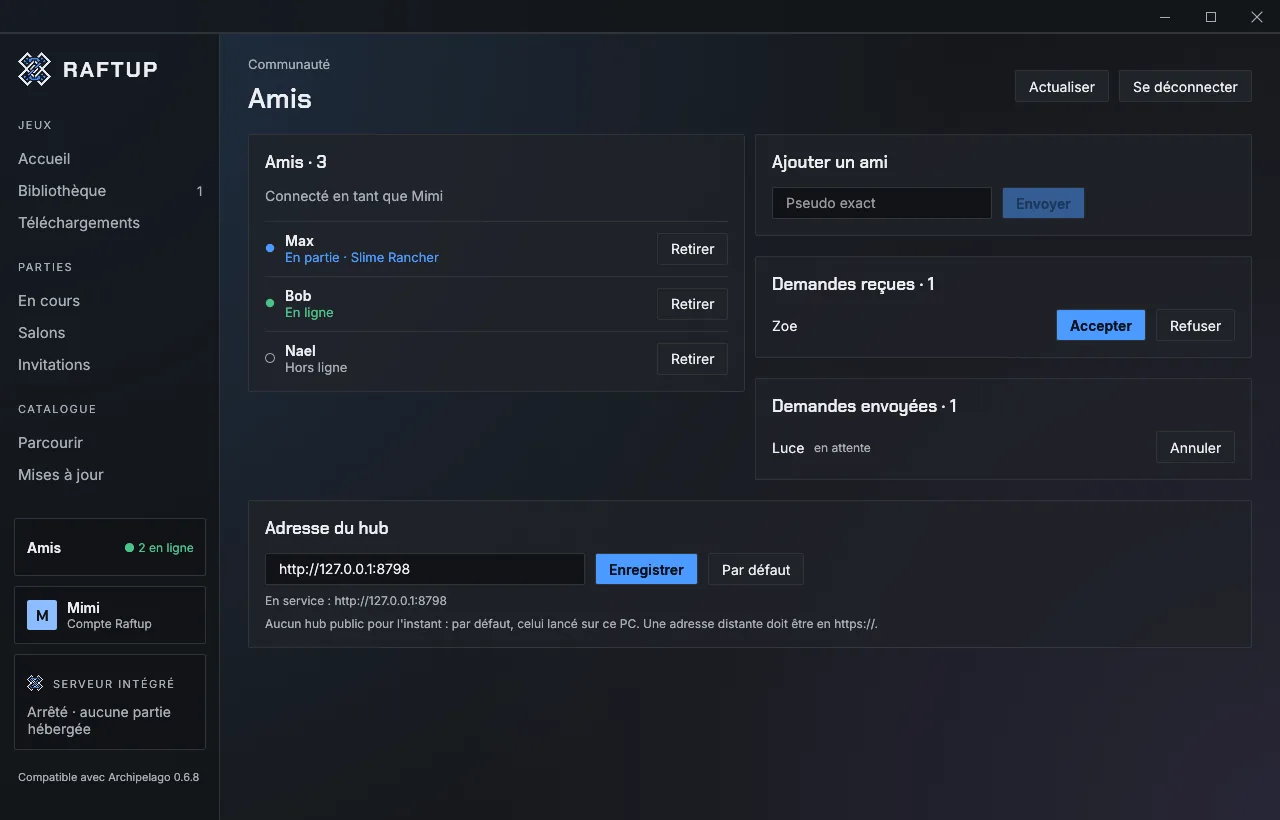 RAFTUP
JEUX
Accueil
Bibliothèque 1
Téléchargements
PARTIES
En cours
Salons
Invitations
CATALOGUE
Parcourir
Mises à jour
Amis 2 en ligne
M
Mimi
Compte Raftup
SERVEUR INTÉGRÉ
Arrêté · aucune partie
hébergée
Compatible avec Archipelago 0.6.8
Communauté
Amis
Actualiser
Se déconnecter
Amis · 3
Connecté en tant que Mimi
Max
En partie · Slime Rancher
Retirer
Bob
En ligne
Retirer
Nael
Hors ligne
Retirer
Ajouter un ami
Pseudo exact
Envoyer
Demandes reçues · 1
Zoe
Accepter
Refuser
Demandes envoyées · 1
Luce en attente
Annuler
Adresse du hub
http://127.0.0.1:8798
Enregistrer
Par défaut
En service : http://127.0.0.1:8798
Aucun hub public pour l'instant : par défaut, celui lancé sur ce PC. Une adresse distante doit être en https://.